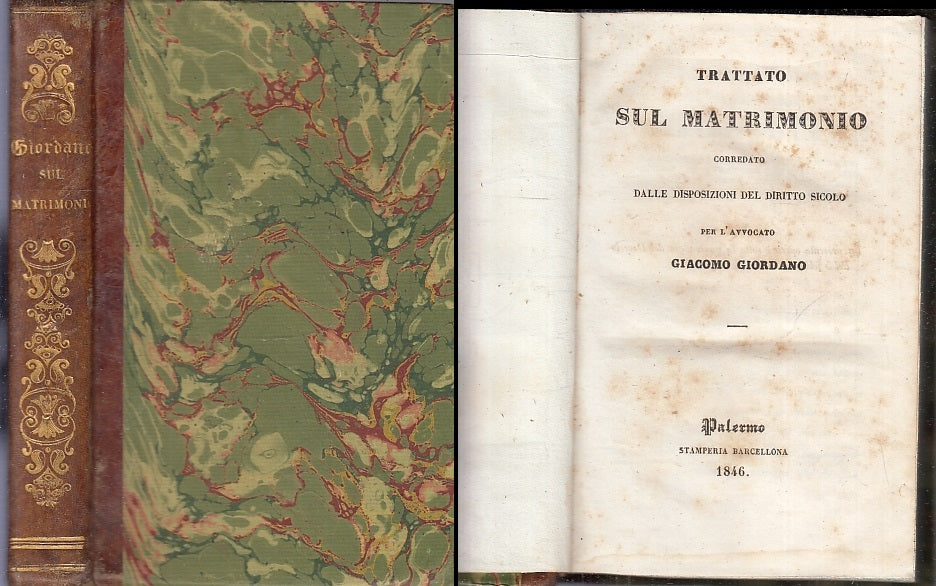 Giordano
SUL
MATRIMONI
TRATTATO
SUL MATRIMONIO
CORREDATO
DALLE DISPOSIZIONI DEL DIRITTO SICOLO
PER L'AVVOCATO
GIACOMO GIORDANO
Palermo
STAMPERIA BARCELLONA
1846.